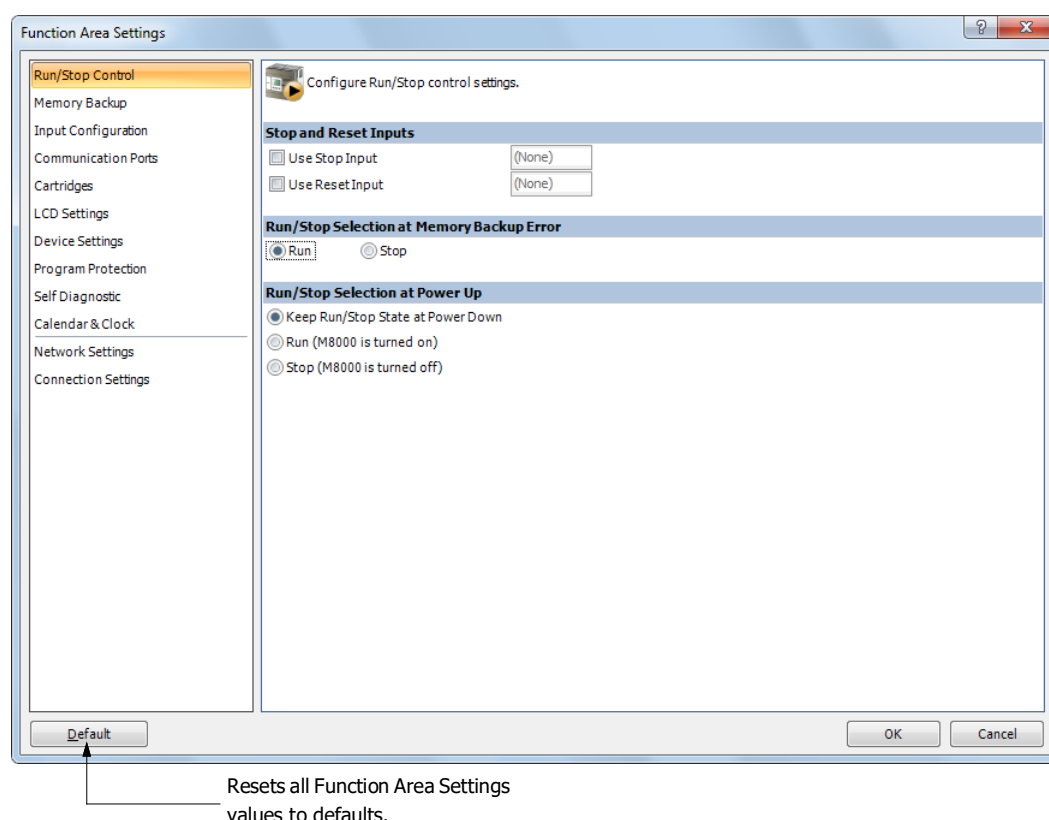 Function Area Settings
?
Run/Stop Control
Memory Backup
Input Configuration
Communication Ports
Cartridges
LCD Settings
Device Settings
Program Protection
Self Diagnostic
Calendar & Clock
Network Settings
Connection Settings
Configure Run/Stop control settings.
Stop and Reset Inputs
Use Stop Input (None)
Use Reset Input (None)
Run/Stop Selection at Memory Backup Error
Run Stop
Run/Stop Selection at Power Up
Keep Run/Stop State at Power Down
Run (M8000 is turned on)
Stop (M8000 is turned off)
Default OK Cancel
Resets all Function Area Settings
values to defaults.